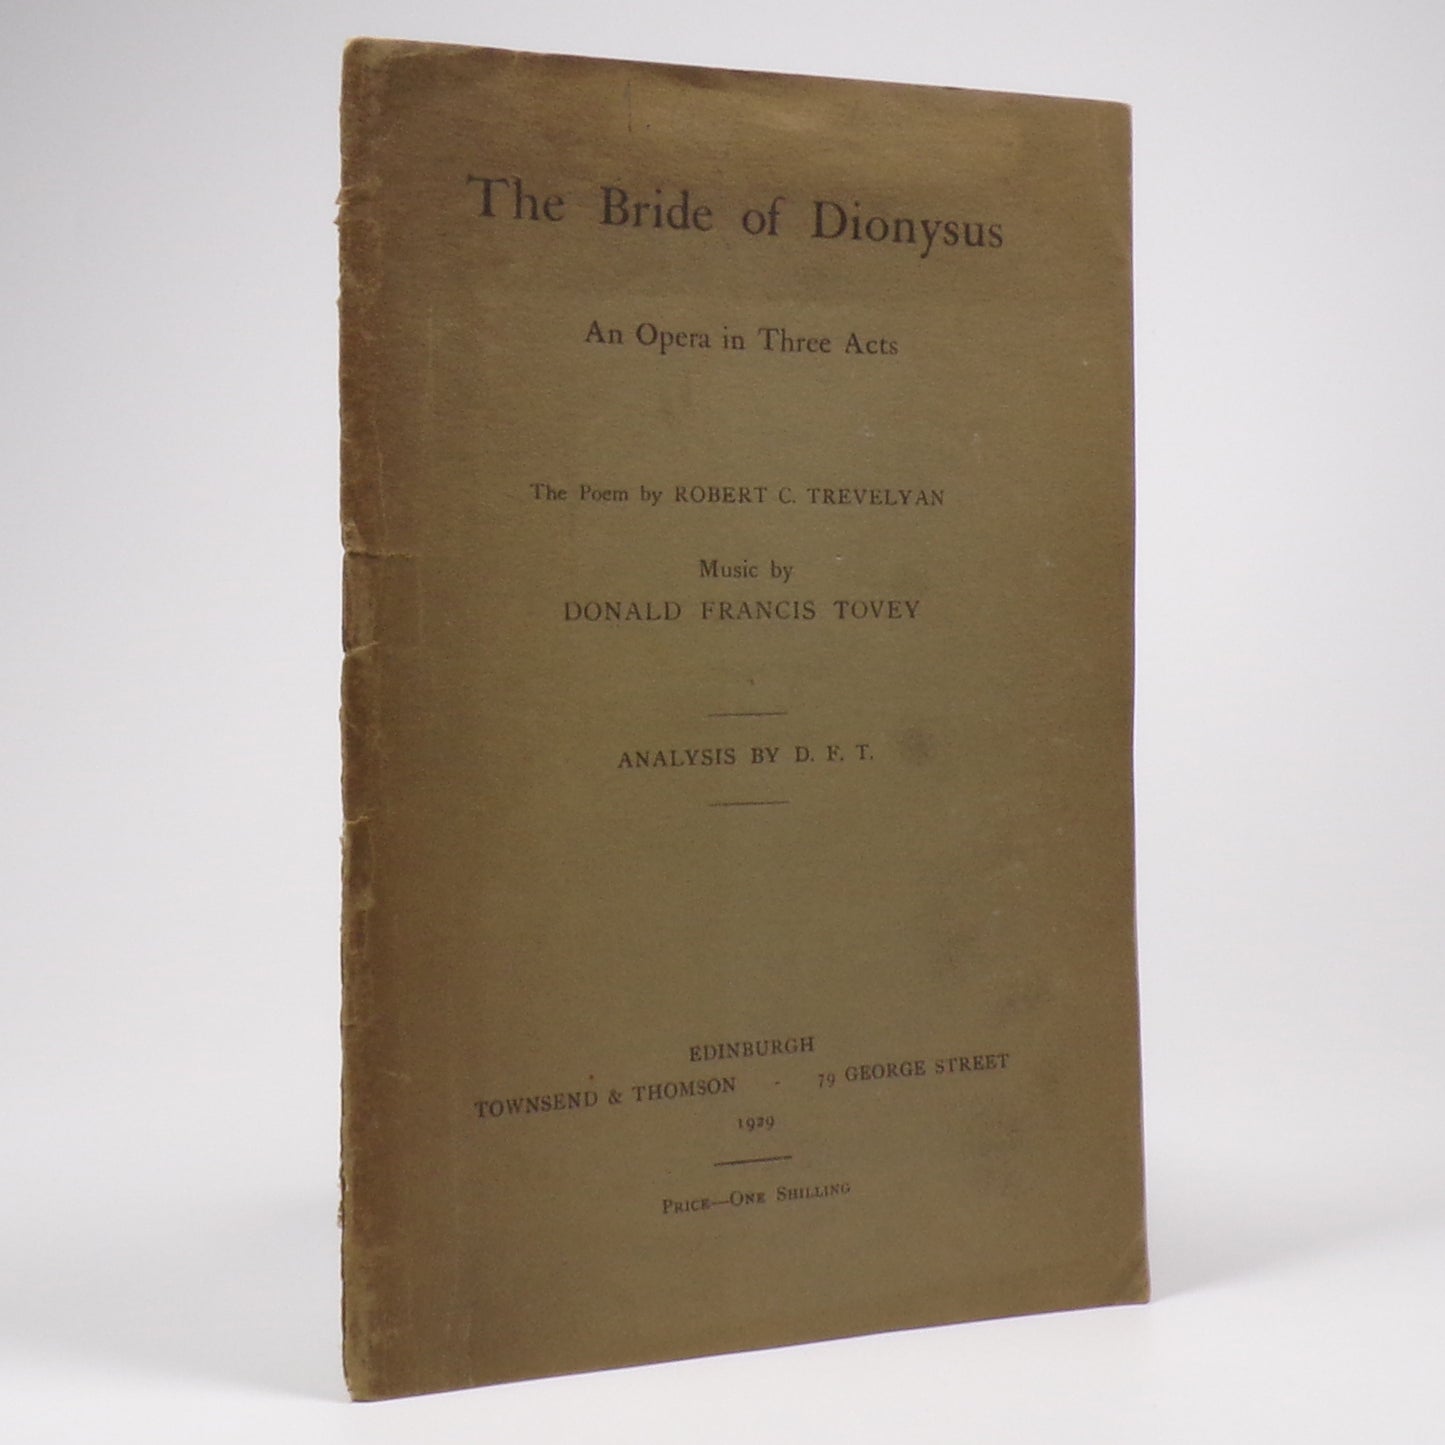 The Bride of Dionysus
An Opera in Three Acts
The Poem by ROBERT C. TREVELYAN
Music by
DONALD FRANCIS TOVEY
ANALYSIS BY D. F. T.
EDINBURGH
TOWNSEND & THOMSON - 79 GEORGE STREET
1929
PRICE—ONE SHILLING